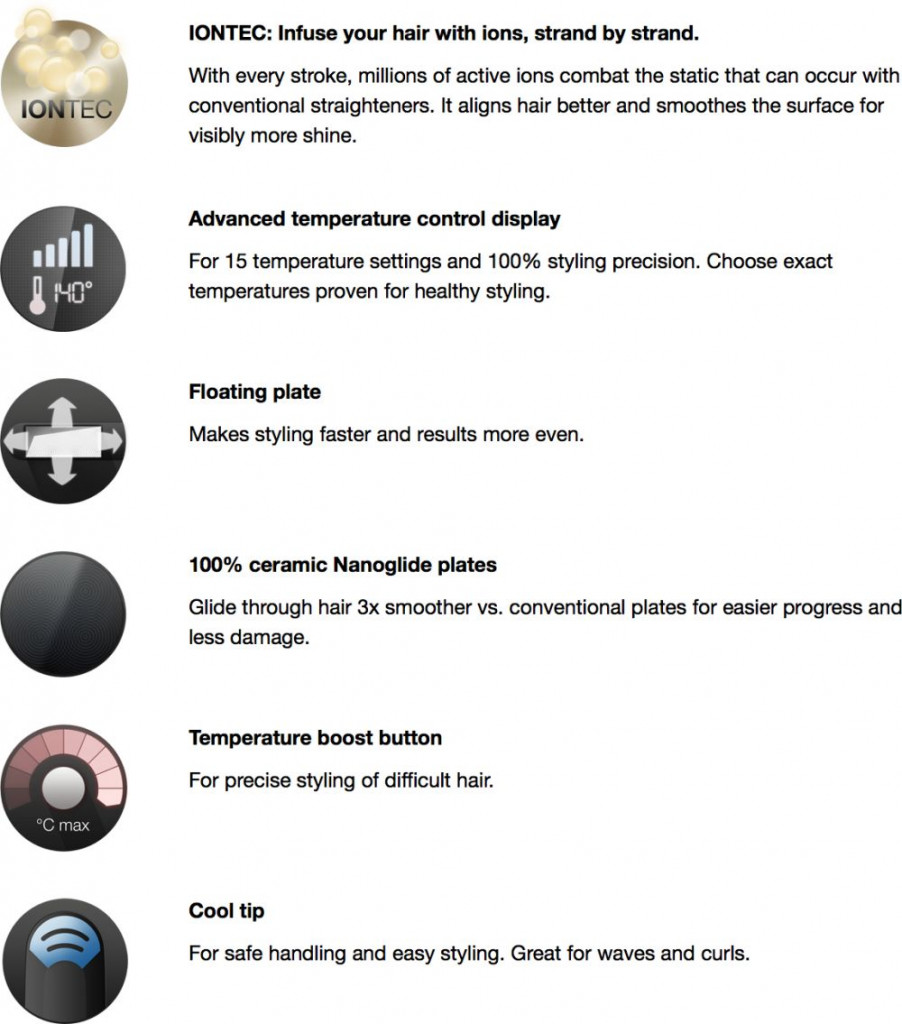 IONTEC
IONTEC: Infuse your hair with ions, strand by strand.
With every stroke, millions of active ions combat the static that can occur with
conventional straighteners. It aligns hair better and smoothes the surface for
visibly more shine.
140°
Advanced temperature control display
For 15 temperature settings and 100% styling precision. Choose exact
temperatures proven for healthy styling.
Floating plate
Makes styling faster and results more even.
100% ceramic Nanoglide plates
Glide through hair 3x smoother vs. conventional plates for easier progress and
less damage.
°C max
Temperature boost button
For precise styling of difficult hair.
Cool tip
For safe handling and easy styling. Great for waves and curls.